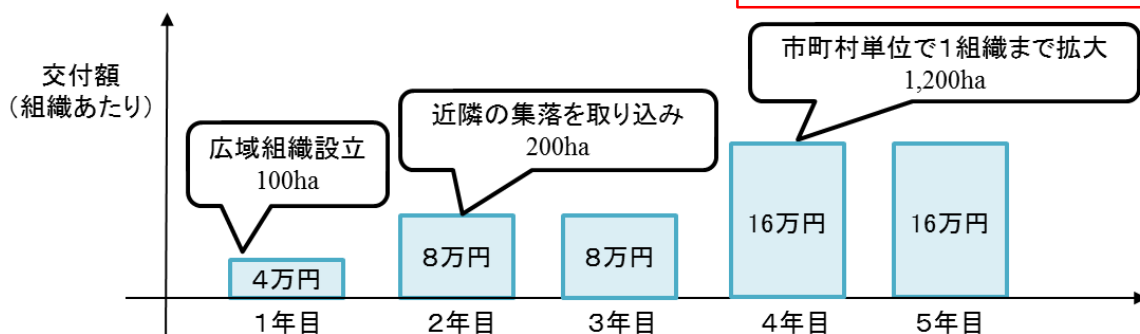 市町村単位で1組織まで拡大
1,200ha
交付額
(組織あたり)
近隣の集落を取り込み
200ha
広域組織設立
100ha
4万円
8万円
8万円
16万円
16万円
1年目
2年目
3年目
4年目
5年目